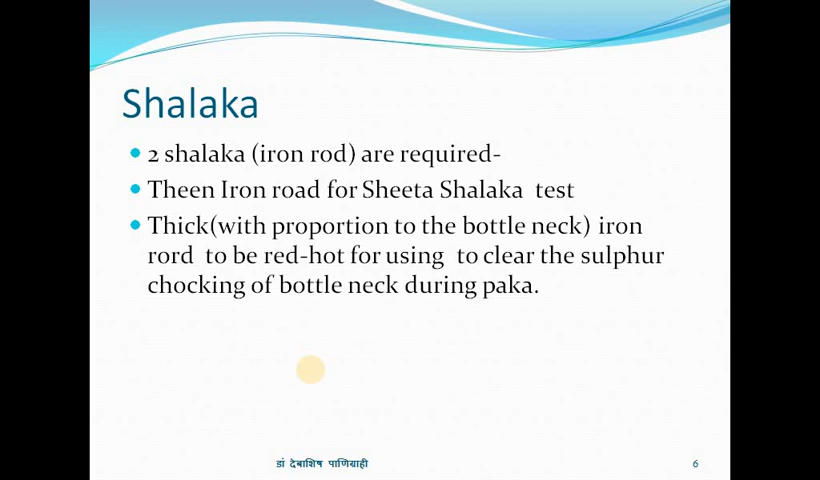 Shalaka
2 shalaka (iron rod) are required-
Theen Iron road for Sheeta Shalaka test
Thick(with proportion to the bottle neck) iron
rord to be red-hot for using to clear the sulphur
chocking of bottle neck during paka.
डां देबाशिष पाणिग्राही
6